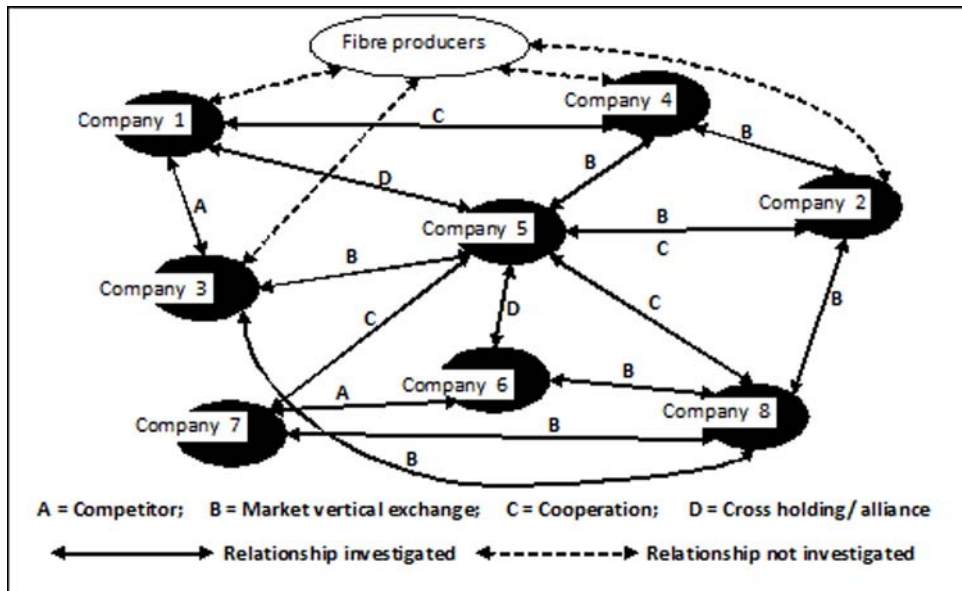 Fibre producers
Company 4
Company 1
C
B
B
D
Company 2
A
B
Company 5
C
B
Company 3
B
C
C
D
Company 6
B
A
Company 8
Company 7
B
B
A = Competitor; B = Market vertical exchange; C = Cooperation; D = Cross holding/ alliance
Relationship investigated Relationship not investigated